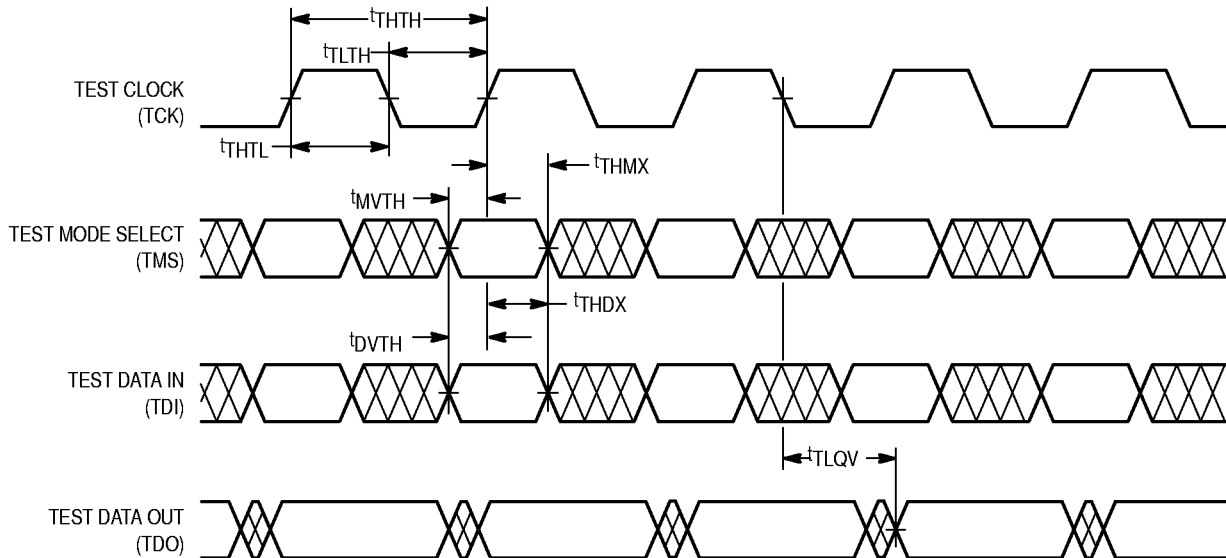 tTHTH
tTLTH
TEST CLOCK
(TCK)
tTHTL
tTHMX
tMVTH
TEST MODE SELECT
(TMS)
tTHDX
tDVTH
TEST DATA IN
(TDI)
tTLQV
TEST DATA OUT
(TDO)